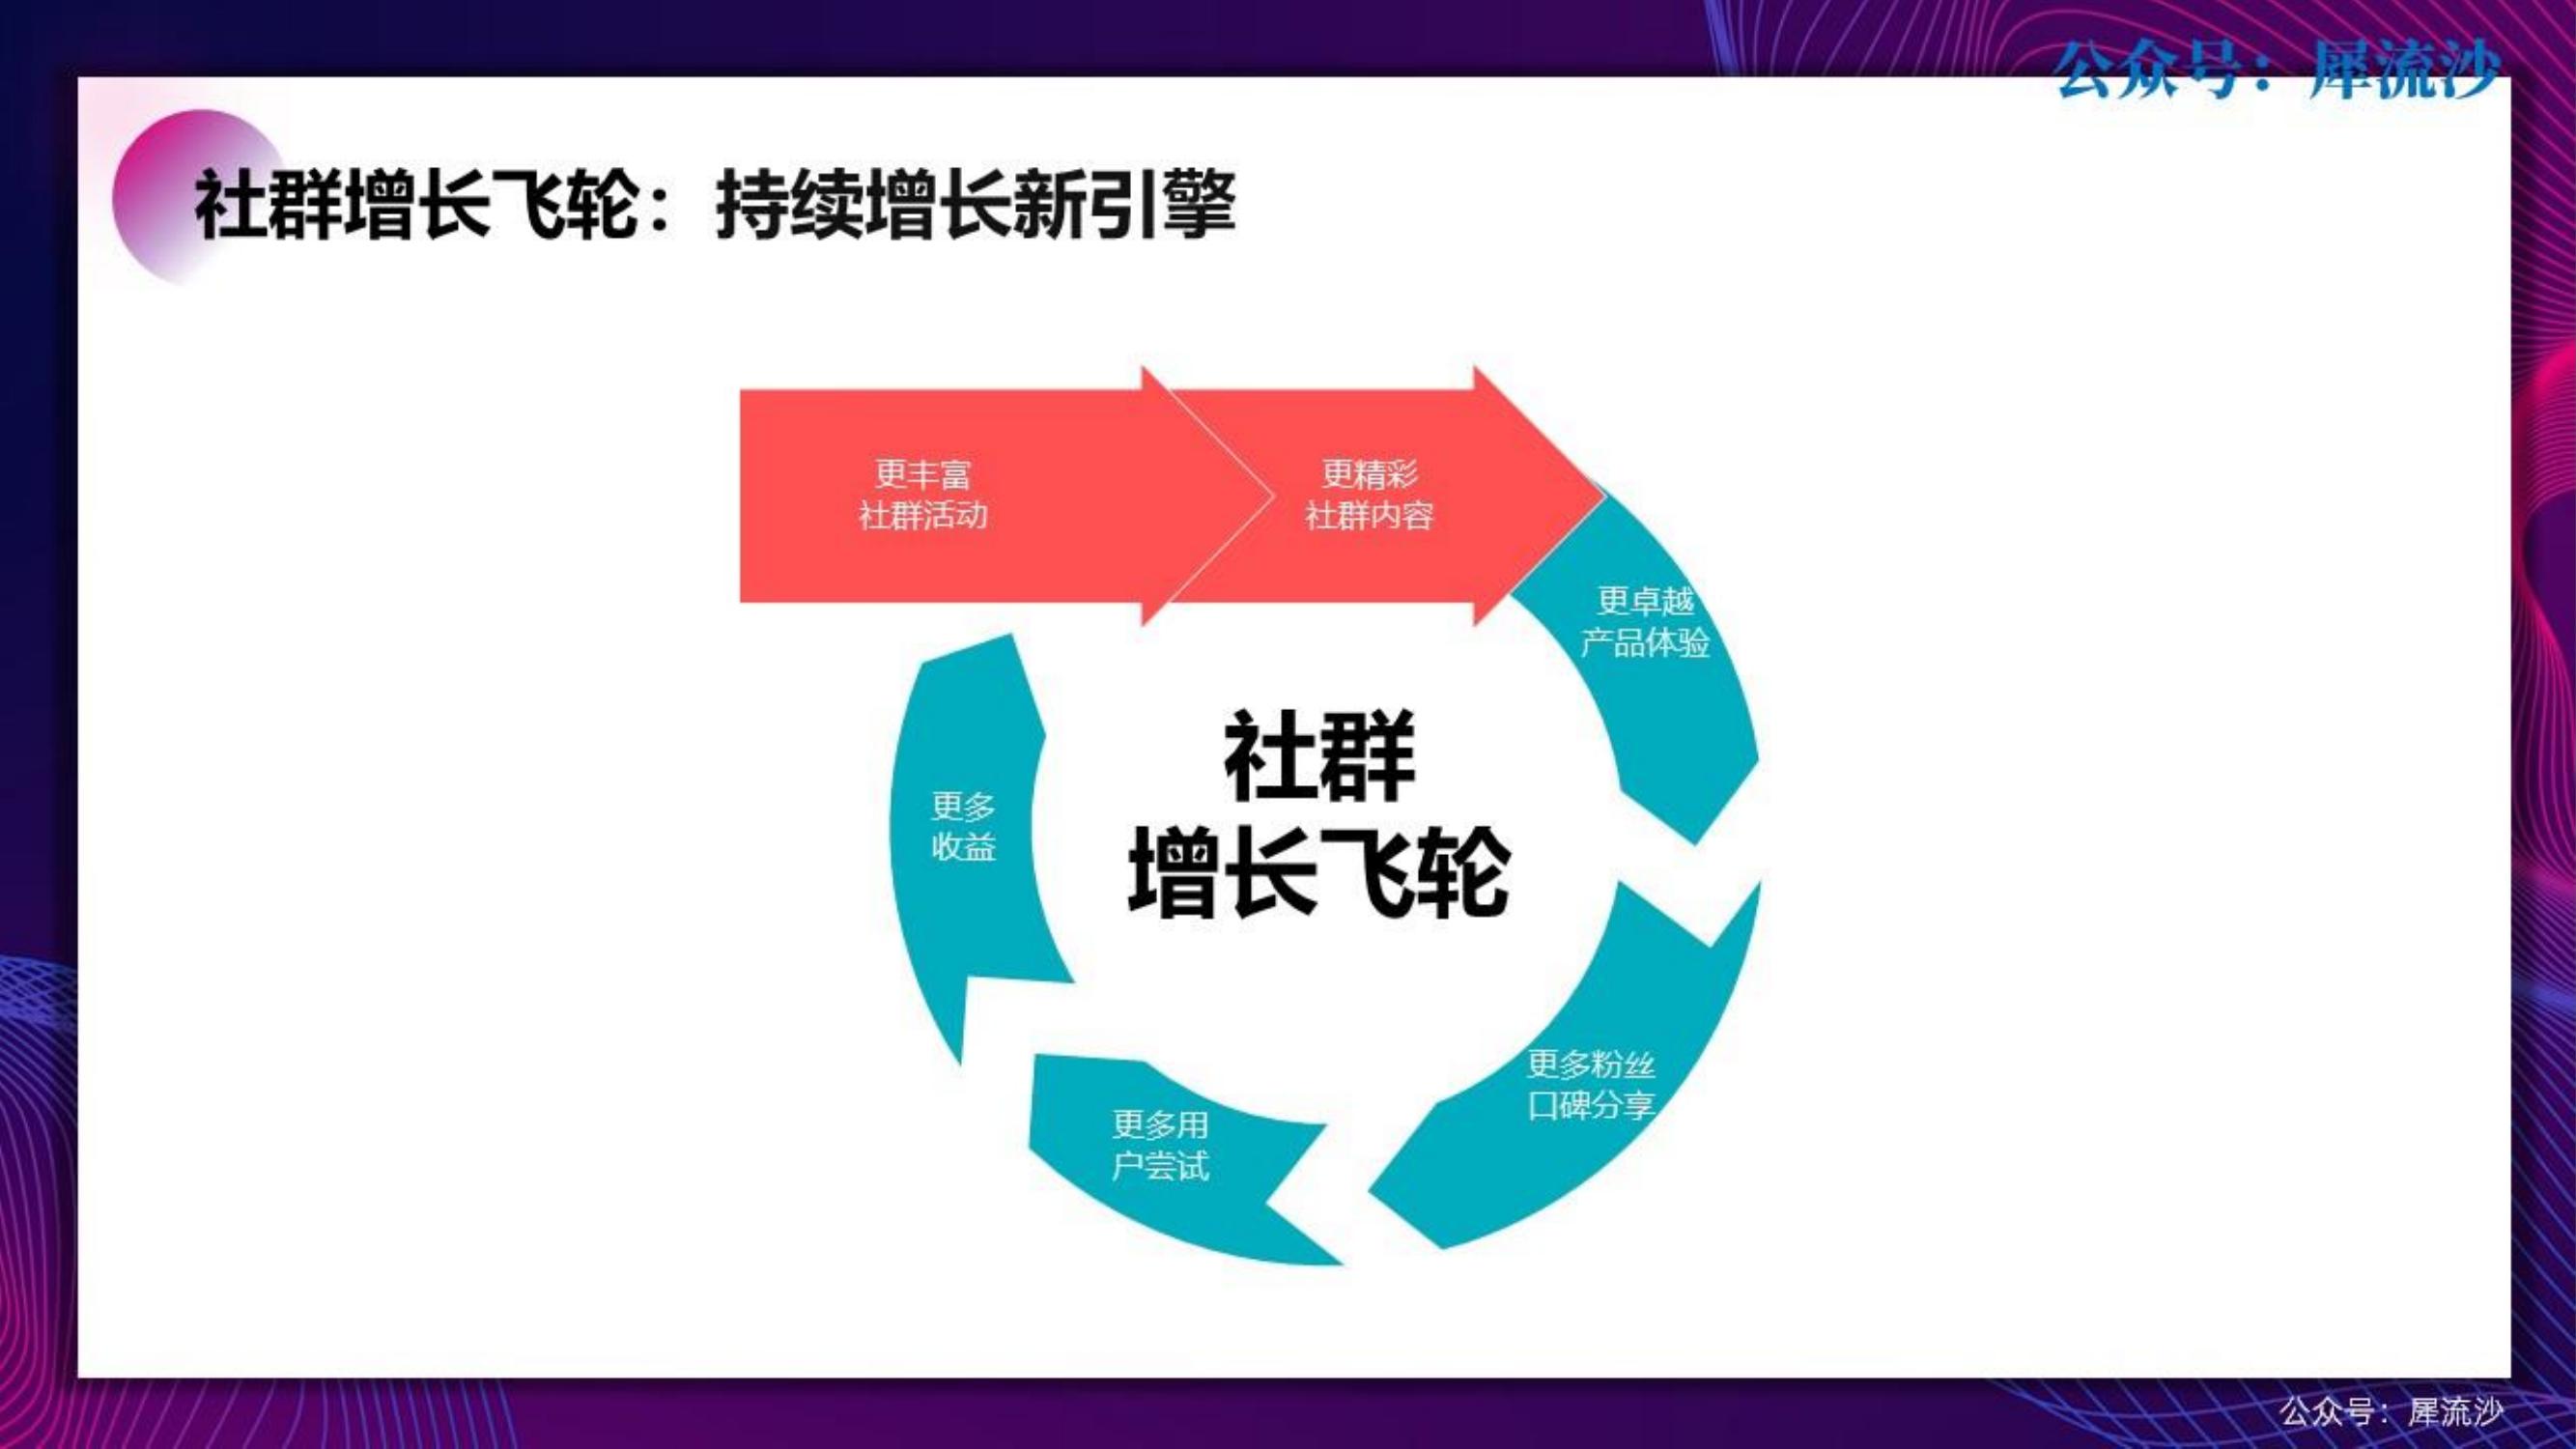 公众号：犀流沙
社群增长飞轮：持续增长新引擎
更丰富
社群活动
更精彩
社群内容
更卓越
产品体验
社群
增长飞轮
更多
收益
更多粉丝
口碑分享
更多用
户尝试
公众号：犀流沙